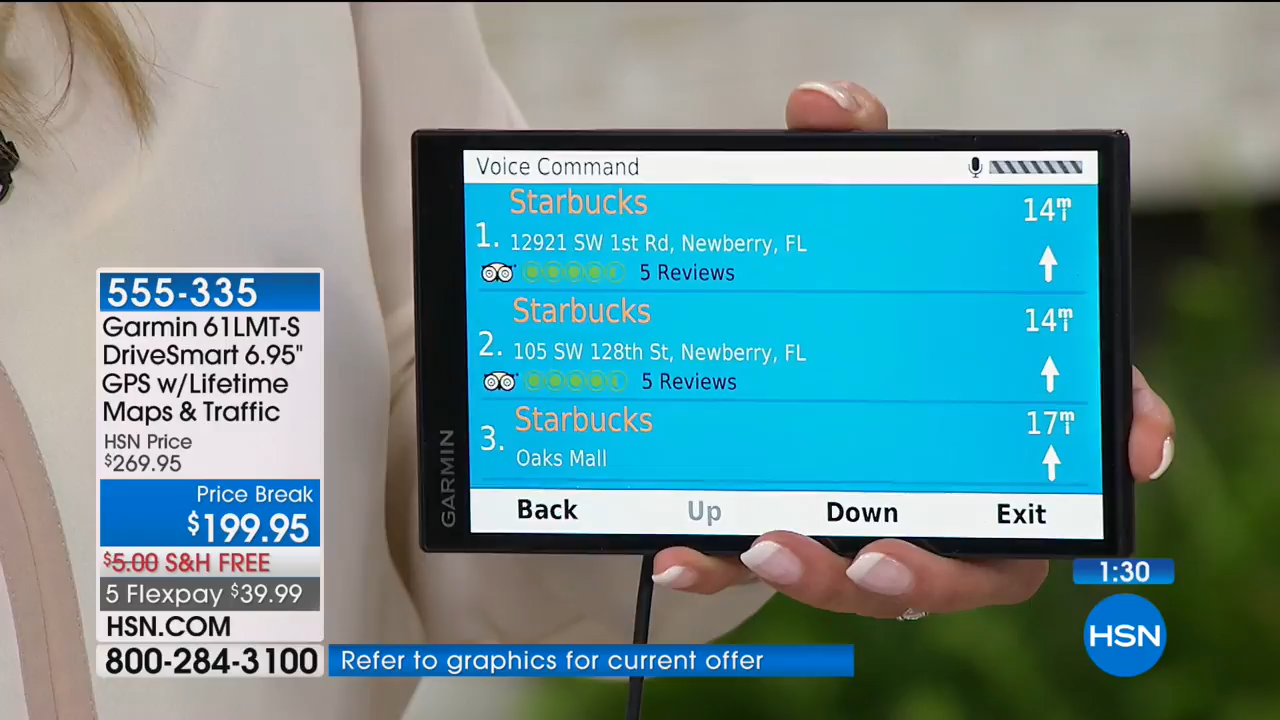 Voice Command
Starbucks
14m
1.
12921 SW 1st Rd, Newberry, FL
5 Reviews
Starbucks
14m
2.
105 SW 128th St, Newberry, FL
5 Reviews
Starbucks
17m
3.
Oaks Mall
Back Up Down Exit
GARMIN
555-335
Garmin 61LMT-S
DriveSmart 6.95"
GPS w/Lifetime
Maps & Traffic
HSN Price
$269.95
Price Break
$199.95
$5.00 S&H FREE
5 Flexpay $39.99
HSN.COM
800-284-3100
Refer to graphics for current offer
1:30
HSN